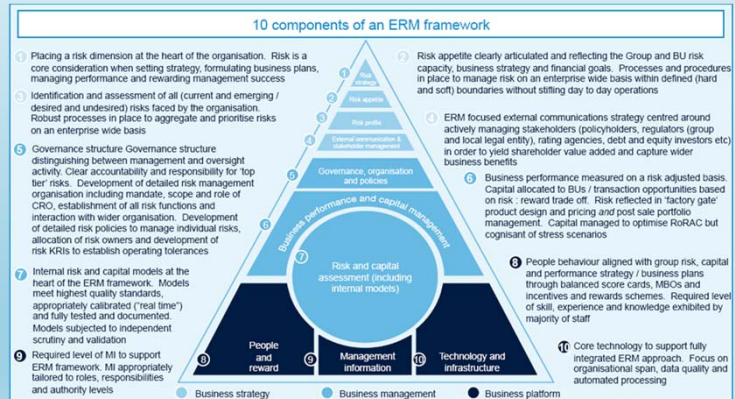 10 components of an ERM framework
1 Placing a risk dimension at the heart of the organisation. Risk is a
core consideration when setting strategy, formulating business plans,
managing performance and rewarding management success
2 Risk appetite clearly articulated and reflecting the Group and BU risk
capacity, business strategy and financial goals. Processes and procedures
in place to manage risk on an enterprise wide basis within defined (hard
and soft) boundaries without stifling day to day operations
3 Identification and assessment of all (current and emerging /
desired and undesired) risks faced by the organisation.
Robust processes in place to aggregate and prioritise risks
on an enterprise wide basis
4 ERM focused external communications strategy centred around
actively managing stakeholders (policyholders, regulators (group
and local legal entity), rating agencies, debt and equity investors etc)
in order to yield shareholder value added and capture wider
business benefits
5 Governance structure Governance structure
distinguishing between management and oversight
activity. Clear accountability and responsibility for 'top
tier' risks. Development of detailed risk management
organisation including mandate, scope and role of
CRO, establishment of all risk functions and
interaction with wider organisation. Development
of detailed risk policies to manage individual risks,
allocation of risk owners and development of
risk KRIs to establish operating tolerances
6 Business performance measured on a risk adjusted basis.
Capital allocated to BUs / transaction opportunities based
on risk : reward trade off. Risk reflected in 'factory gate'
product design and pricing and post sale portfolio
management. Capital managed to optimise RoRAC but
cognisant of stress scenarios
7 Internal risk and capital models at the
heart of the ERM framework. Models
meet highest quality standards,
appropriately calibrated ("real time")
and fully tested and documented.
Models subjected to independent
scrutiny and validation
8 People behaviour aligned with group risk, capital
and performance strategy / business plans
through balanced score cards, MBOs and
incentives and rewards schemes. Required level
of skill, experience and knowledge exhibited by
majority of staff
9 Required level of MI to support
ERM framework. MI appropriately
tailored to roles, responsibilities
and authority levels
10 Core technology to support fully
integrated ERM approach. Focus on
organisational span, data quality and
automated processing
1 Risk
strategy
2 Risk appetite
3 Risk profile
4 External communication &
stakeholder management
5 Governance, organisation
and policies
6 Business performance and capital management
7 Risk and capital
assessment (including
internal models)
8 People
and
reward
9 Management
information
10 Technology and
infrastructure
Business strategy
Business management
Business platform